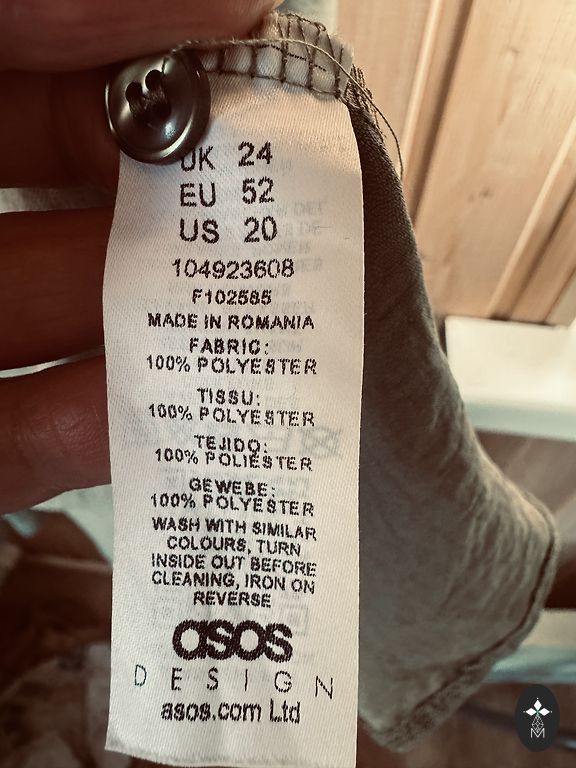 UK 24
EU 52
US 20
104923608
F102585
MADE IN ROMANIA
FABRIC:
100% POLYESTER
TISSU:
100% POLYESTER
TEJIDO:
100% POLIESTER
GEWEBE:
100% POLYESTER
WASH WITH SIMILAR
COLOURS, TURN
INSIDE OUT BEFORE
CLEANING, IRON ON
REVERSE
asos
DESIGN
asos.com Ltd
M